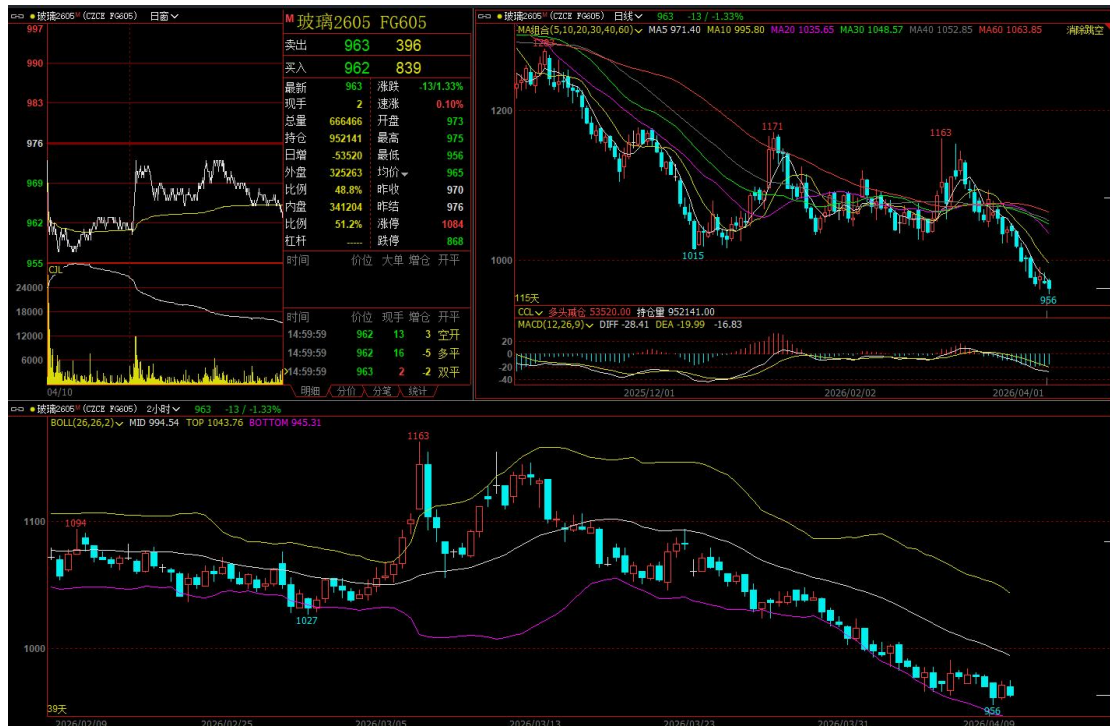 玻璃2605M (CZCE FG605) 日窗
997
990
983
976
969
962
955
CJL
24000
18000
12000
6000
04/10
M 玻璃2605 FG605
卖出 963 396
买入 962 839
最新 963 涨跌 -13/1.33%
现手 2 速涨 0.10%
总量 666466 开盘 973
持仓 952141 最高 975
日增 -53520 最低 956
外盘 325263 均价 965
比例 48.8% 昨收 970
内盘 341204 昨结 976
比例 51.2% 涨停 1084
杠杆 ----- 跌停 868
时间 价位 大单 增仓 开平
时间 价位 现手 增仓 开平
14:59:59 962 13 3 空开
14:59:59 962 16 -5 多平
14:59:59 963 2 -2 双平
明细 分价 分笔 统计
玻璃2605M (CZCE FG605) 日线 963 -13 / -1.33%
MA组合(5,10,20,30,40,60) MA5 971.40 MA10 995.80 MA20 1035.65 MA30 1048.57 MA40 1052.85 MA60 1063.85 消除跳空
1200
1171
1163
1015
1000
956
115天
CCL 多头减仓 53520.00 持仓量 952141.00
MACD(12,26,9) DIFF -28.41 DEA -19.99 -16.83
20
0
-20
-40
2025/12/01 2026/02/02 2026/04/01
玻璃2605M (CZCE FG605) 2小时 963 -13 / -1.33%
BOLL(26,26,2) MID 994.54 TOP 1043.76 BOTTOM 945.31
1163
1100
1094
1027
1000
956
39天
2026/02/09 2026/02/25 2026/03/05 2026/03/13 2026/03/23 2026/03/31 2026/04/09